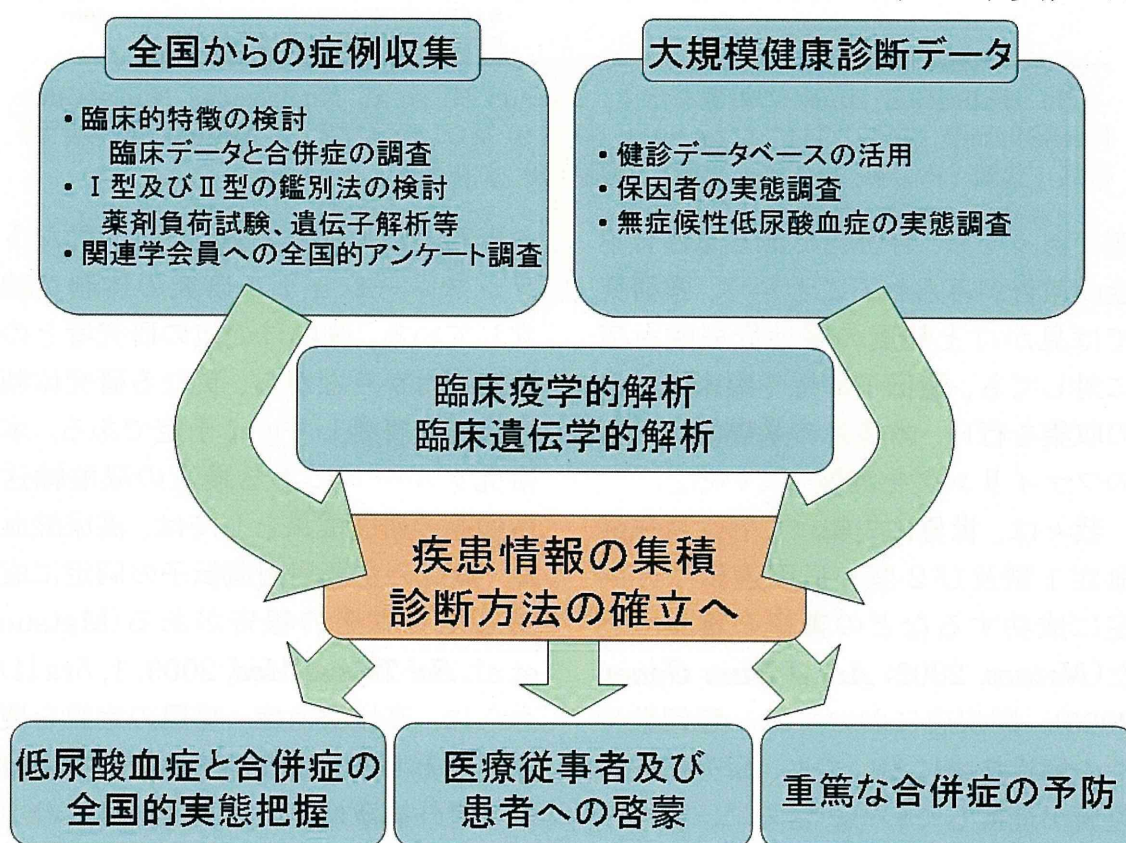 全国からの症例収集
・臨床的特徴の検討
臨床データと合併症の調査
・Ⅰ型及びⅡ型の鑑別法の検討
薬剤負荷試験、遺伝子解析等
・関連学会員への全国的アンケート調査
大規模健康診断データ
・健診データベースの活用
・保因者の実態調査
・無症候性低尿酸血症の実態調査
臨床疫学的解析
臨床遺伝学的解析
疾患情報の集積
診断方法の確立へ
低尿酸血症と合併症の
全国的実態把握
医療従事者及び
患者への啓蒙
重篤な合併症の予防